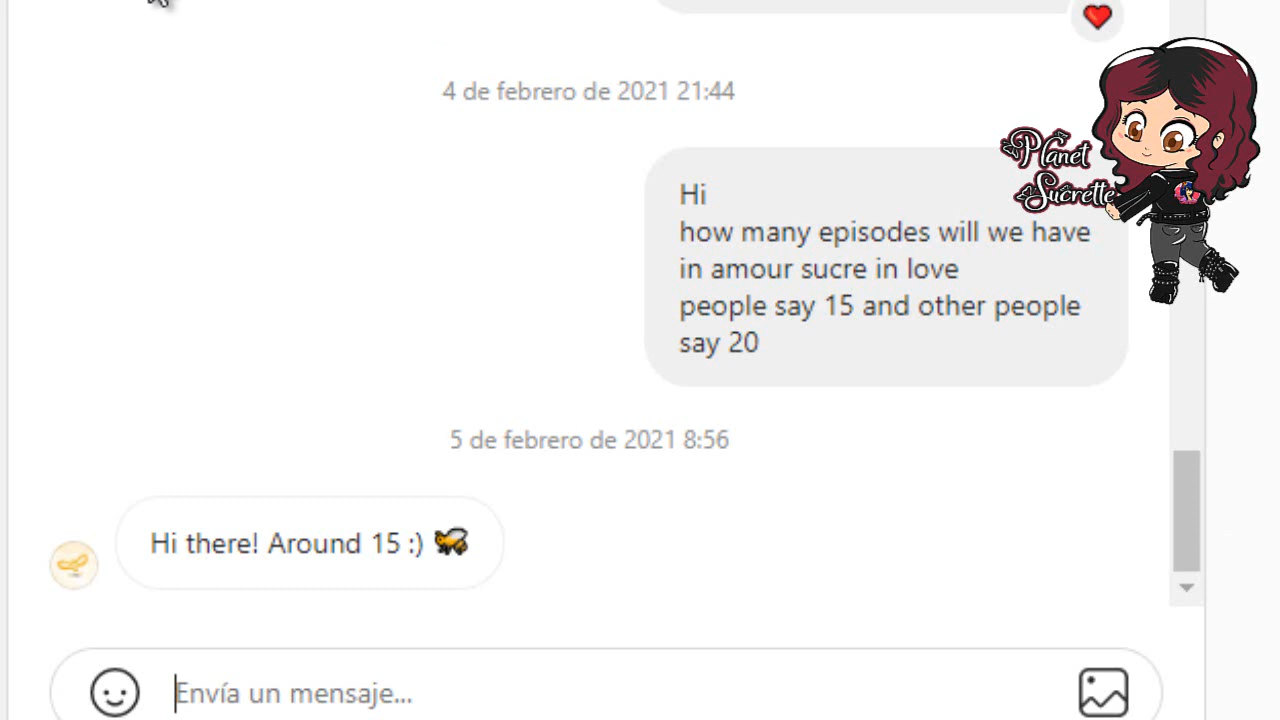 4 de febrero de 2021 21:44
Planet
Sucrette
Hi
how many episodes will we have
in amour sucre in love
people say 15 and other people
say 20
5 de febrero de 2021 8:56
Hi there! Around 15 :) 🐝
Envía un mensaje...